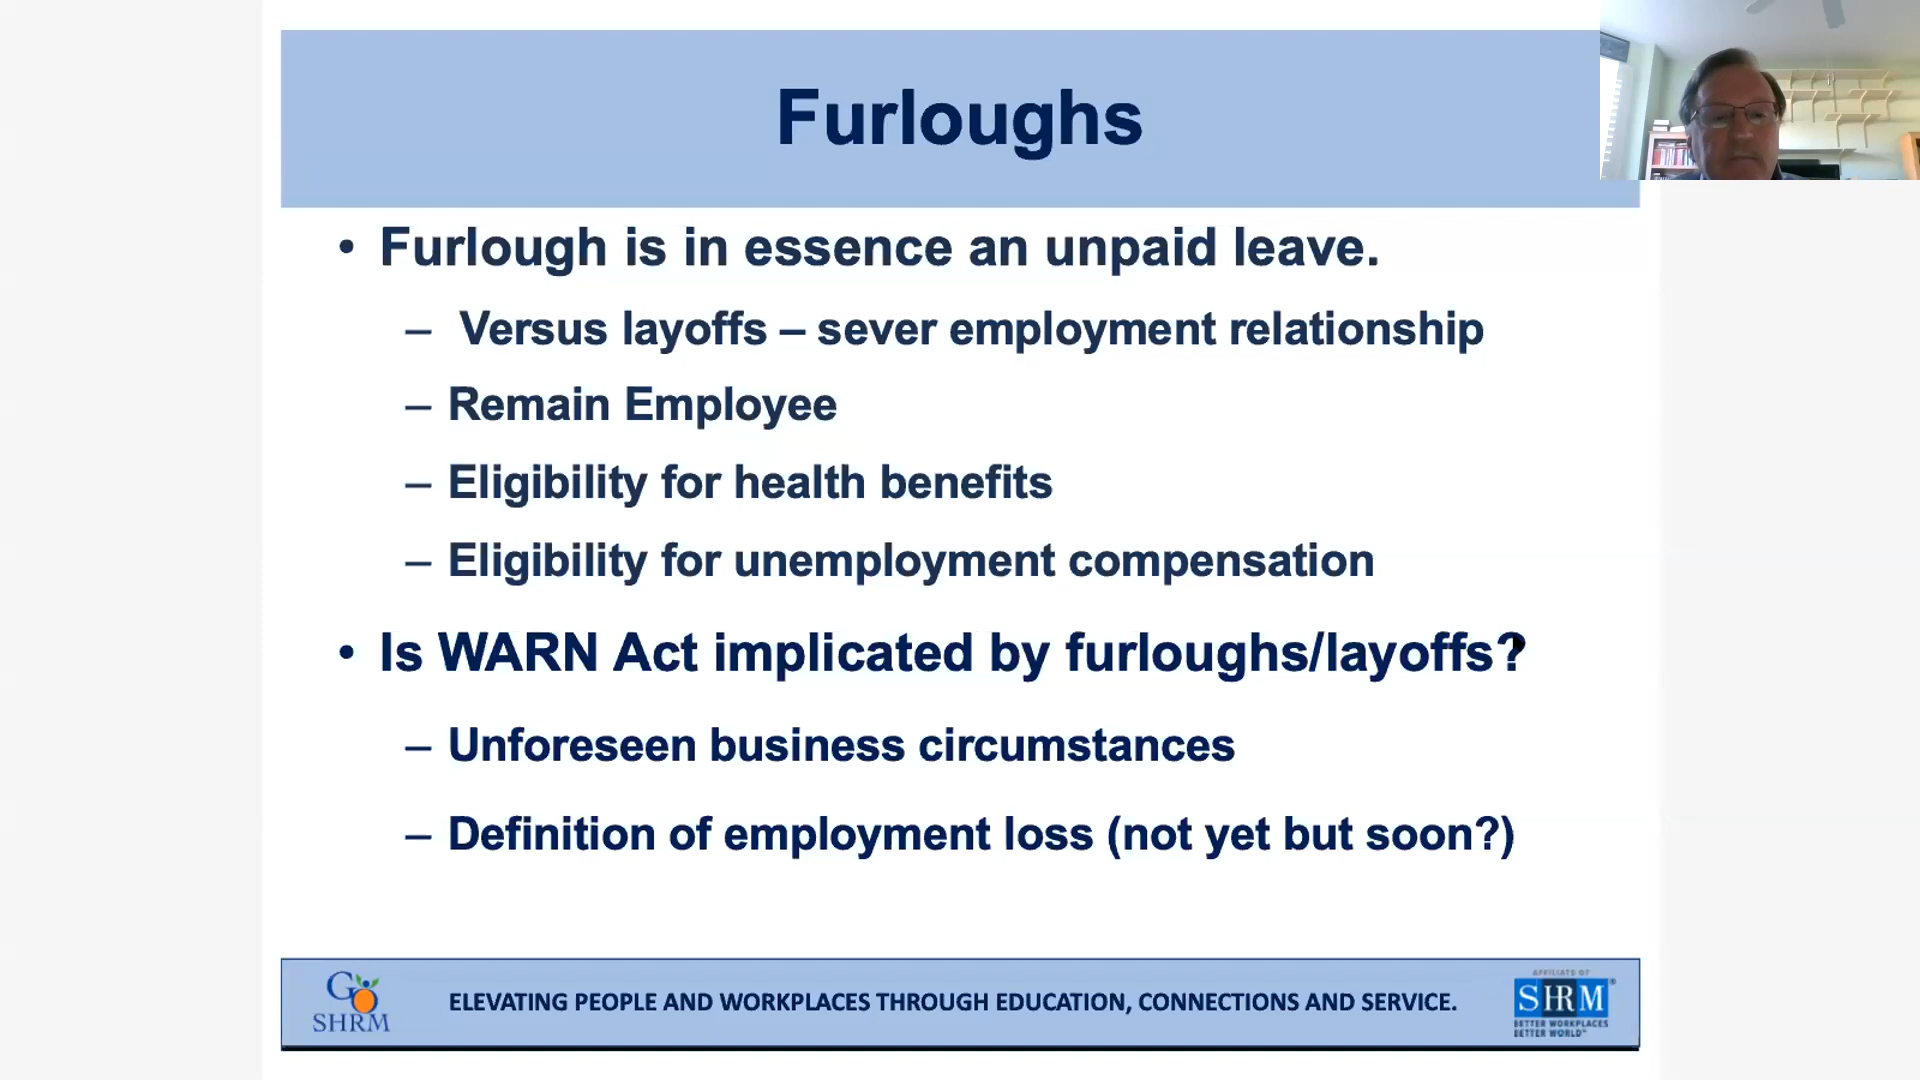 Furloughs
• Furlough is in essence an unpaid leave.
– Versus layoffs – sever employment relationship
– Remain Employee
– Eligibility for health benefits
– Eligibility for unemployment compensation
• Is WARN Act implicated by furloughs/layoffs?
– Unforeseen business circumstances
– Definition of employment loss (not yet but soon?)
GO
SHRM
ELEVATING PEOPLE AND WORKPLACES THROUGH EDUCATION, CONNECTIONS AND SERVICE.
AFFILIATE OF
SHRM®
BETTER WORKPLACES
BETTER WORLD™